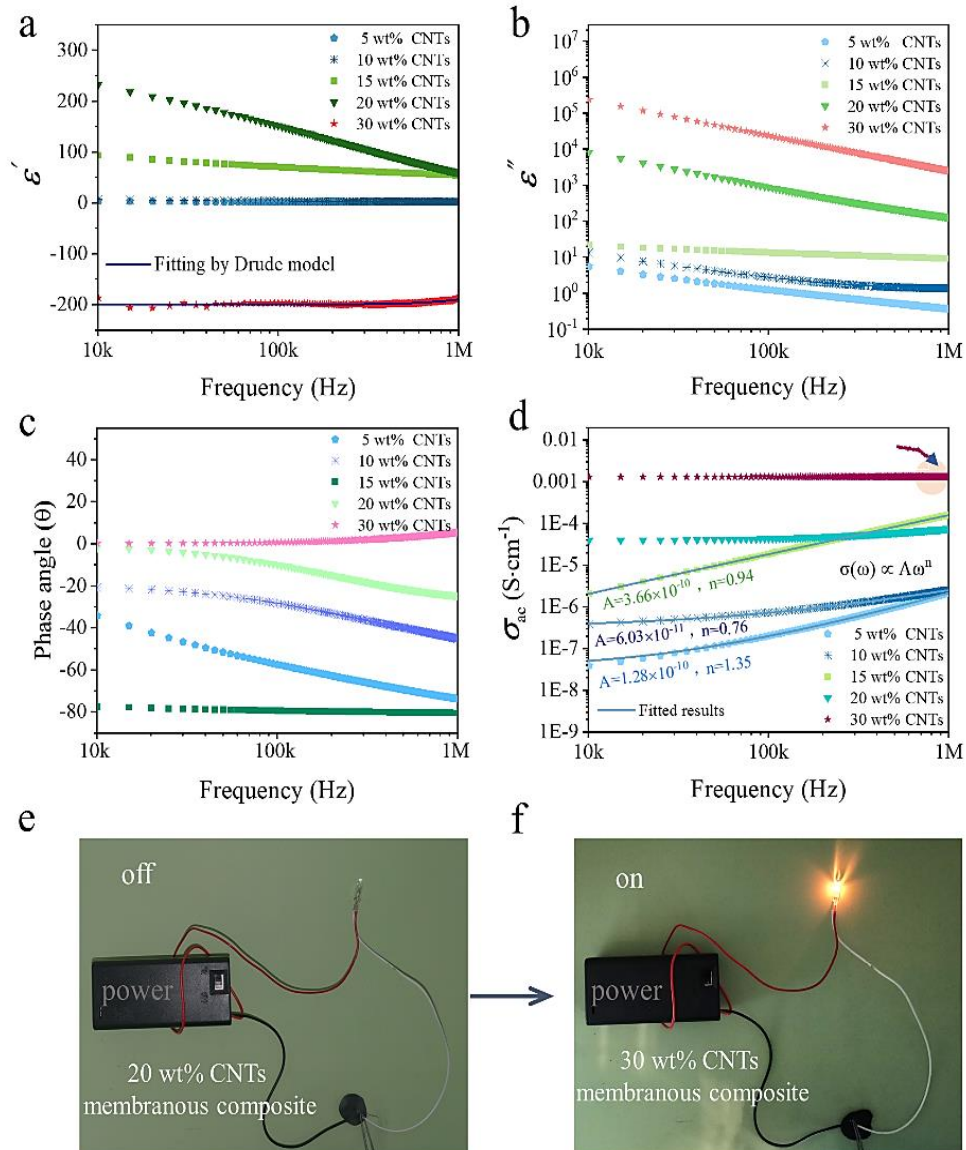 a
300
200
100
0
-100
-200
ε′
5 wt% CNTs
10 wt% CNTs
15 wt% CNTs
20 wt% CNTs
30 wt% CNTs
Fitting by Drude model
10k
100k
1M
Frequency (Hz)
b
10⁷
10⁶
10⁵
10⁴
10³
10²
10¹
10⁰
10⁻¹
ε″
5 wt% CNTs
10 wt% CNTs
15 wt% CNTs
20 wt% CNTs
30 wt% CNTs
10k
100k
1M
Frequency (Hz)
c
40
20
0
-20
-40
-60
-80
Phase angle (θ)
5 wt% CNTs
10 wt% CNTs
15 wt% CNTs
20 wt% CNTs
30 wt% CNTs
10k
100k
1M
Frequency (Hz)
d
0.01
0.001
1E-4
1E-5
1E-6
1E-7
1E-8
1E-9
σac (S·cm⁻¹)
σ(ω) ∝ Λωⁿ
A=3.66×10⁻¹⁰ , n=0.94
A=6.03×10⁻¹¹ , n=0.76
A=1.28×10⁻¹⁰ , n=1.35
5 wt% CNTs
10 wt% CNTs
15 wt% CNTs
20 wt% CNTs
30 wt% CNTs
Fitted results
10k
100k
1M
Frequency (Hz)
e
off
power
20 wt% CNTs
membranous composite
f
on
power
30 wt% CNTs
membranous composite